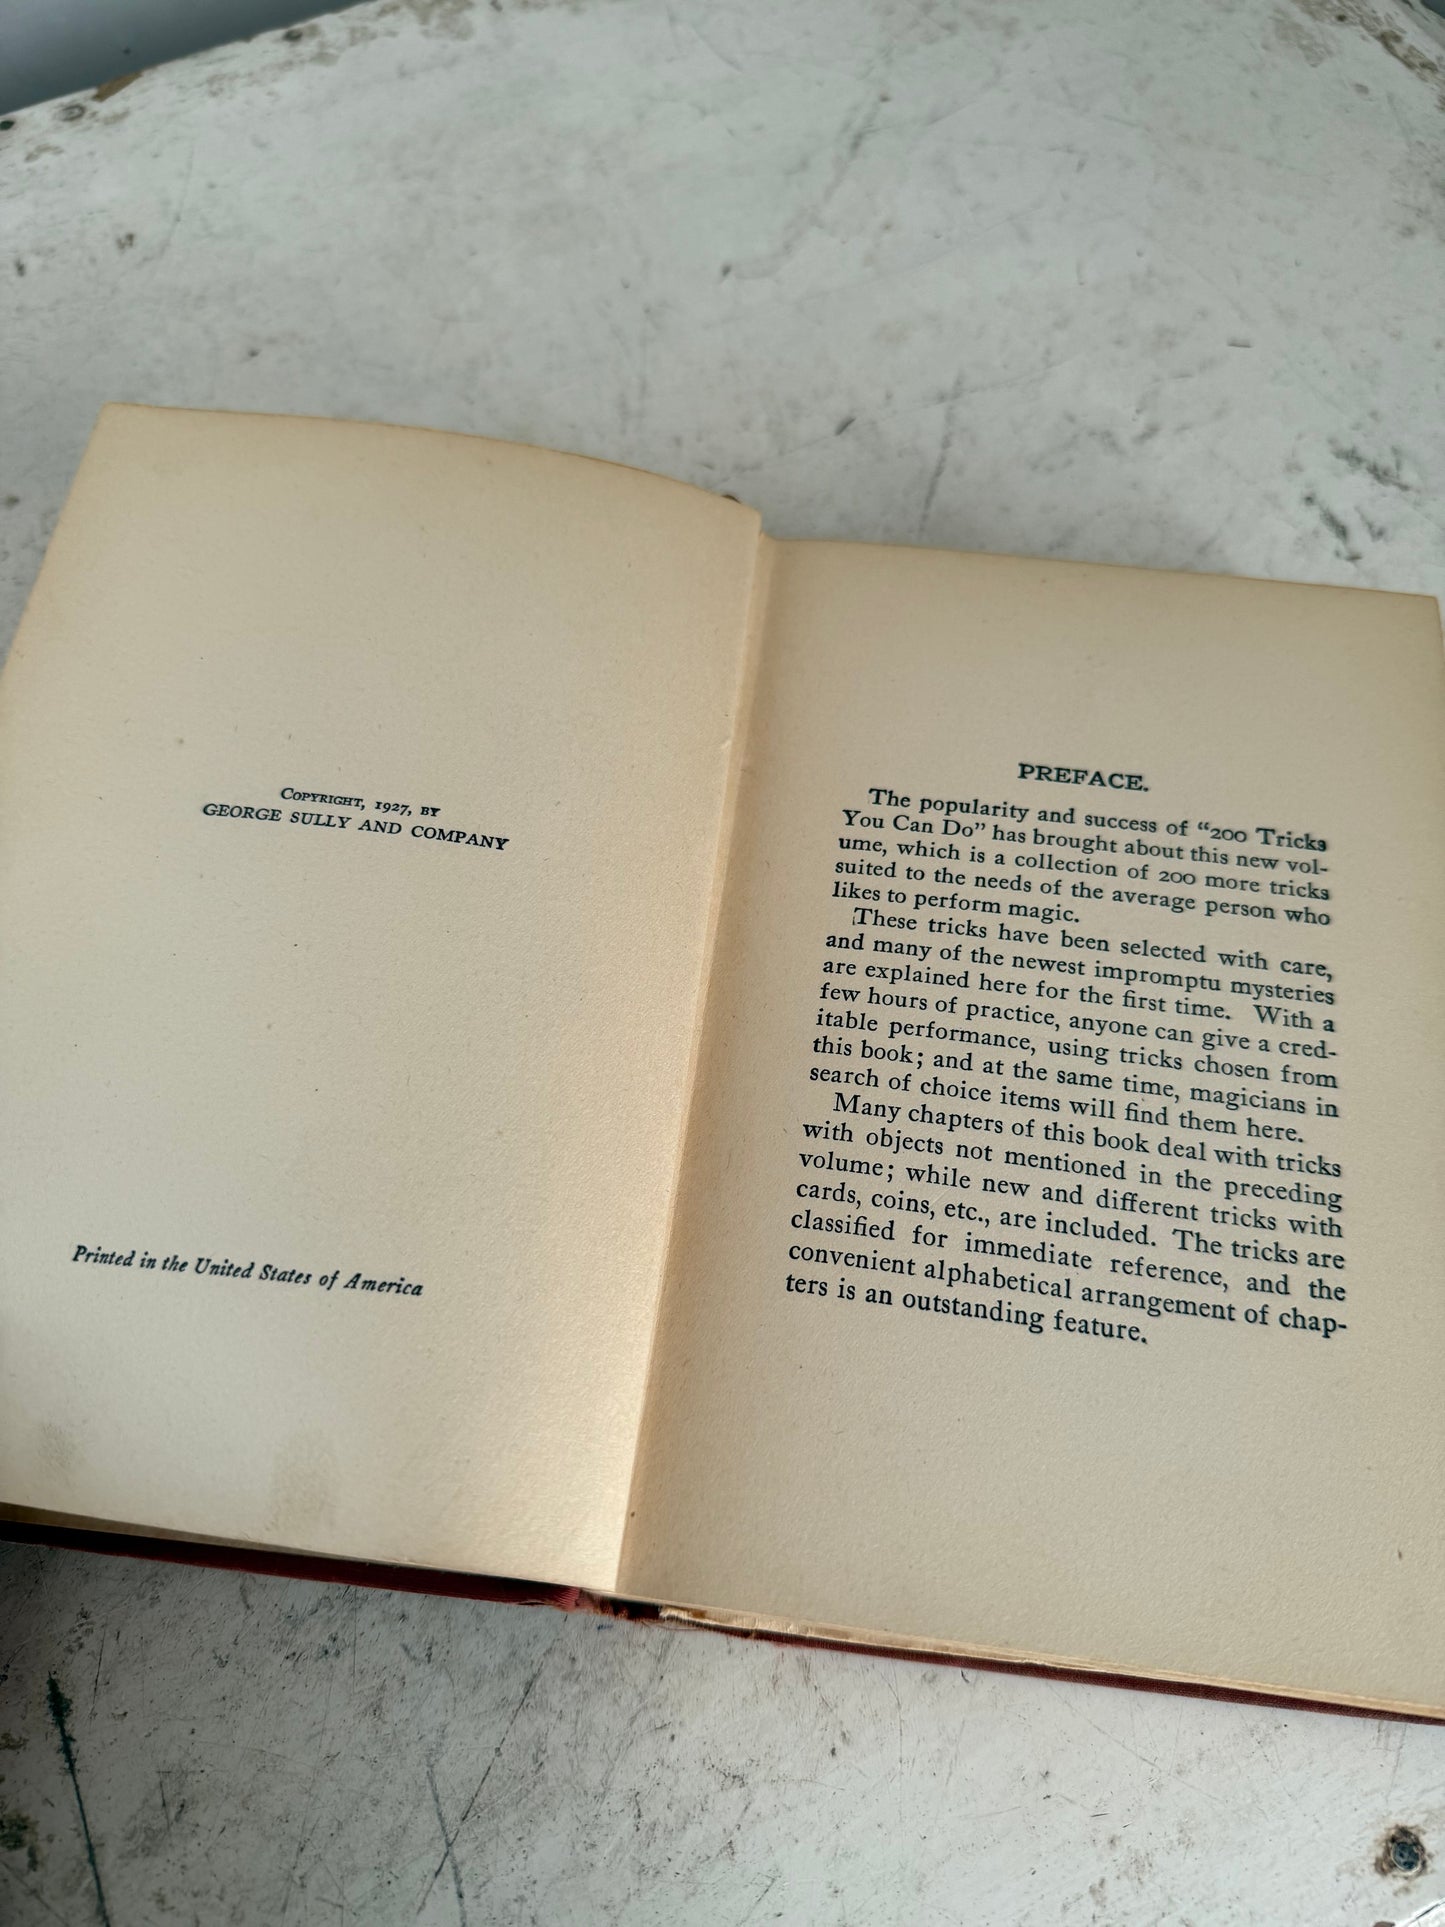 Copyright, 1927, by
GEORGE SULLY AND COMPANY
Printed in the United States of America
PREFACE.
The popularity and success of “200 Tricks
You Can Do” has brought about this new vol-
ume, which is a collection of 200 more tricks
suited to the needs of the average person who
likes to perform magic.
These tricks have been selected with care,
and many of the newest impromptu mysteries
are explained here for the first time. With a
few hours of practice, anyone can give a cred-
itable performance, using tricks chosen from
this book; and at the same time, magicians in
search of choice items will find them here.
Many chapters of this book deal with tricks
with objects not mentioned in the preceding
volume; while new and different tricks with
cards, coins, etc., are included. The tricks are
classified for immediate reference, and the
convenient alphabetical arrangement of chap-
ters is an outstanding feature.